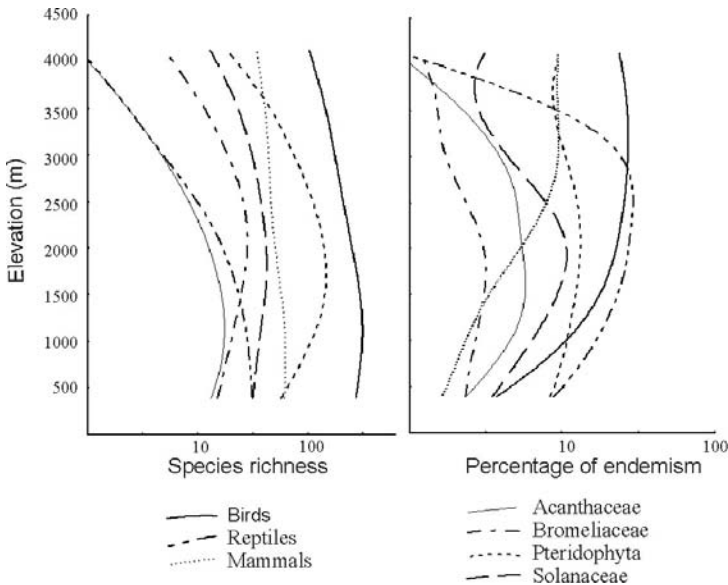 4500
4000
3500
3000
2500
2000
1500
1000
500
Elevation (m)
10 100
Species richness
10 100
Percentage of endemism
Birds
Reptiles
Mammals
Acanthaceae
Bromeliaceae
Pteridophyta
Solanaceae